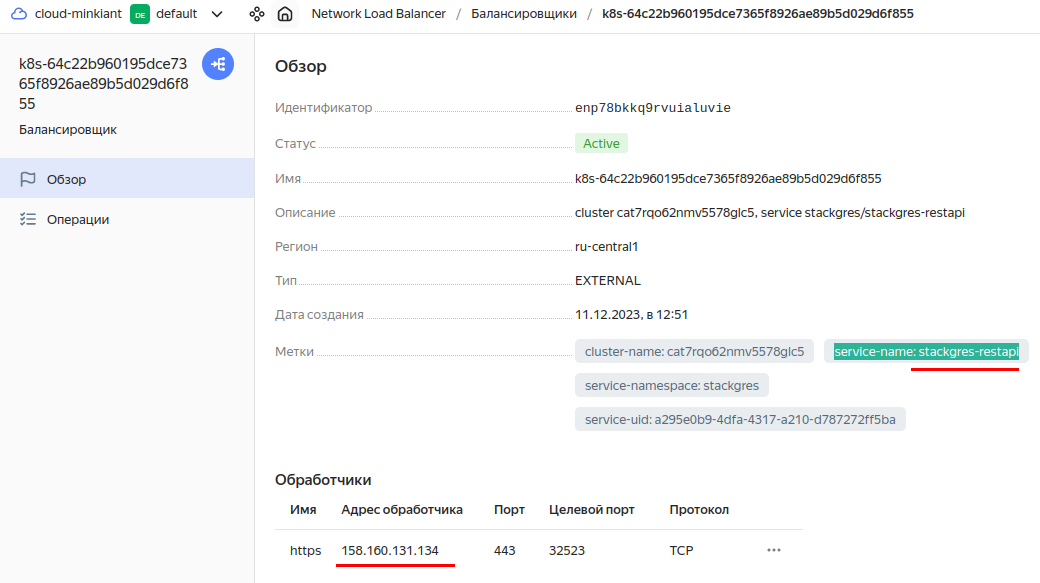 cloud-minkiant DE default Network Load Balancer / Балансировщики / k8s-64c22b960195dce7365f8926ae89b5d029d6f855
k8s-64c22b960195dce73
65f8926ae89b5d029d6f8
55
Балансировщик
Обзор
Операции
Обзор
Идентификатор enp78bkkq9rvuialuvie
Статус Active
Имя k8s-64c22b960195dce7365f8926ae89b5d029d6f855
Описание cluster cat7rqo62nmv5578glc5, service stackgres/stackgres-restapi
Регион ru-central1
Тип EXTERNAL
Дата создания 11.12.2023, в 12:51
Метки cluster-name: cat7rqo62nmv5578glc5 service-name: stackgres-restapi
service-namespace: stackgres
service-uid: a295e0b9-4dfa-4317-a210-d787272ff5ba
Обработчики
Имя Адрес обработчика Порт Целевой порт Протокол
https 158.160.131.134 443 32523 TCP